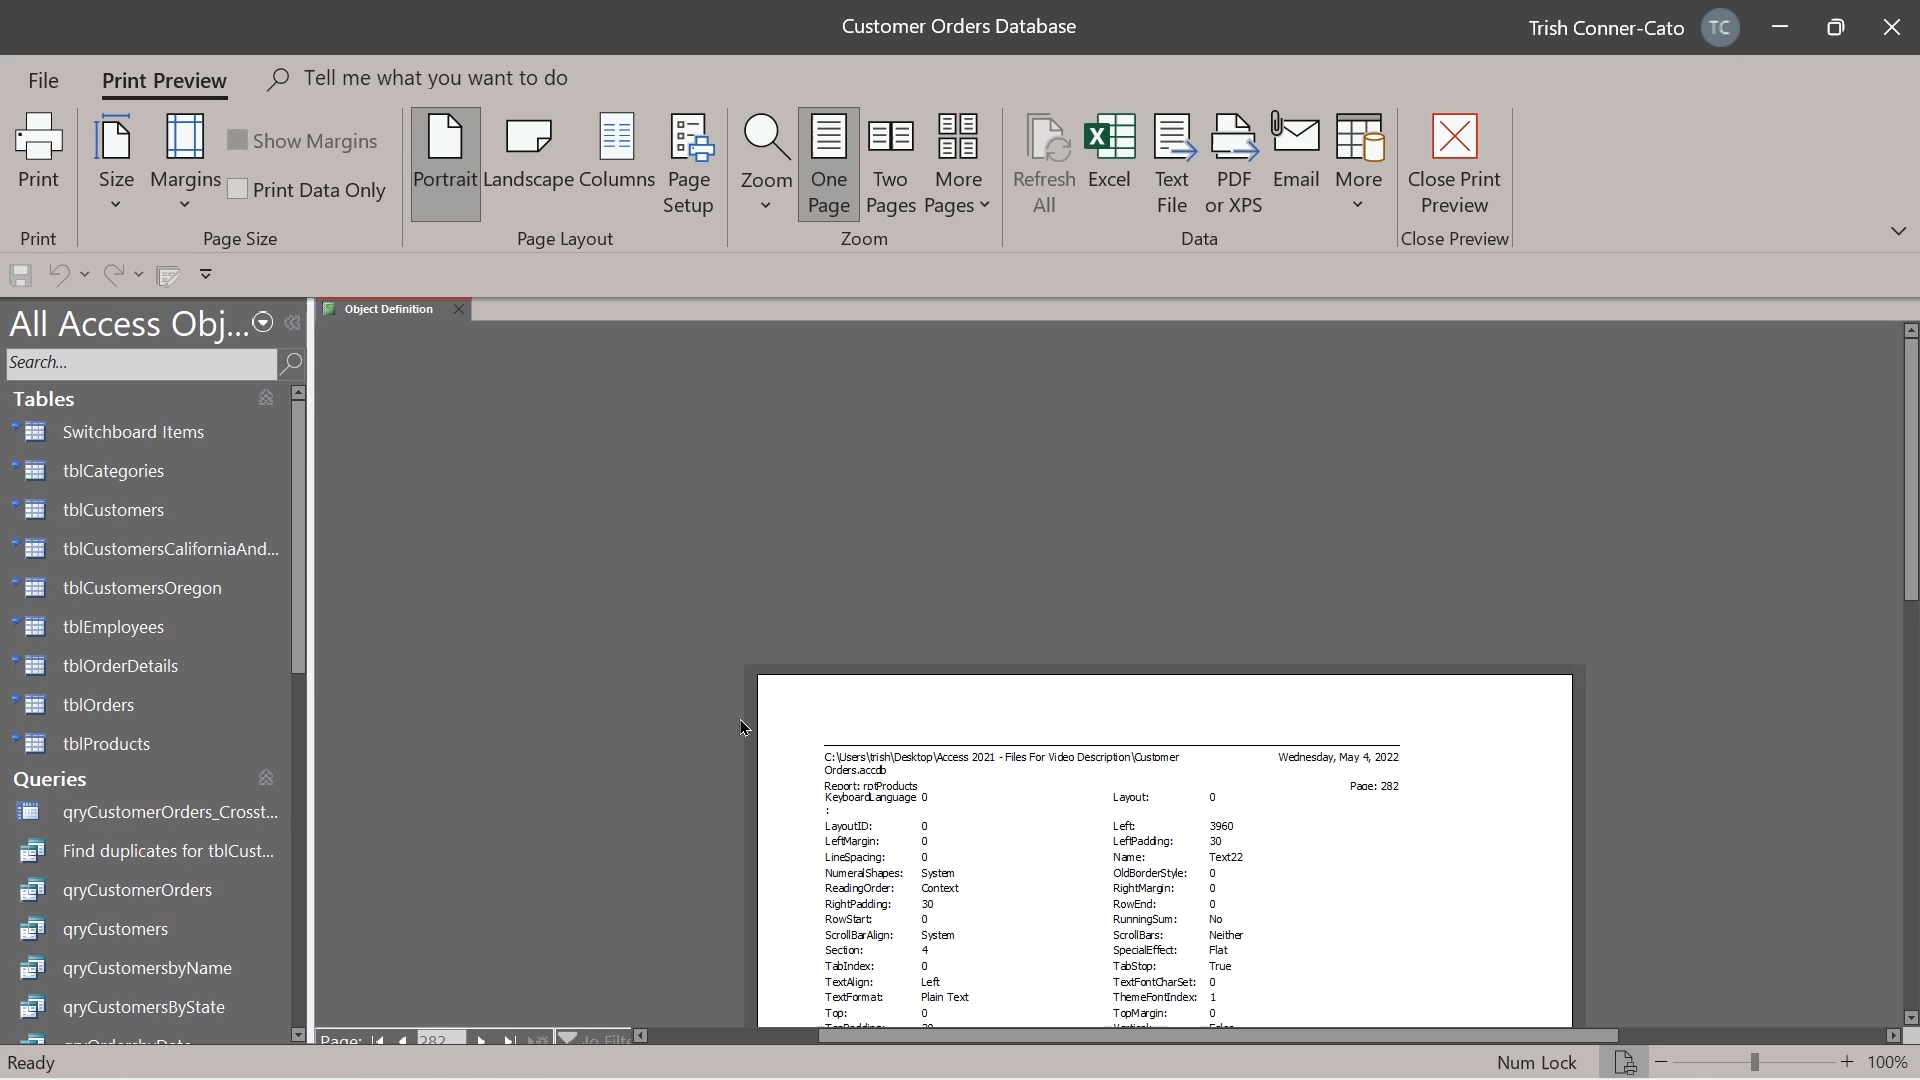 Customer Orders Database
Trish Conner-Cato TC
File
Print Preview
Tell me what you want to do
Print
Size
Margins
Show Margins
Print Data Only
Portrait
Landscape
Columns
Page
Setup
Zoom
One
Page
Two
Pages
More
Pages
Refresh
All
Excel
Text
File
PDF
or XPS
Email
More
Close Print
Preview
Print
Page Size
Page Layout
Zoom
Data
Close Preview
All Access Obj...
Search...
Tables
Switchboard Items
tblCategories
tblCustomers
tblCustomersCaliforniaAnd...
tblCustomersOregon
tblEmployees
tblOrderDetails
tblOrders
tblProducts
Queries
qryCustomerOrders_Crosst...
Find duplicates for tblCust...
qryCustomerOrders
qryCustomers
qryCustomersbyName
qryCustomersByState
Object Definition
C:\Users\trish\Desktop\Access 2021 - Files For Video Description\Customer Wednesday, May 4, 2022
Orders.accdb
Report: rptProducts Page: 282
KeyboardLanguage 0 Layout: 0
:
LayoutID: 0 Left: 3960
LeftMargin: 0 LeftPadding: 30
LineSpacing: 0 Name: Text22
NumeralShapes: System OldBorderStyle: 0
ReadingOrder: Context RightMargin: 0
RightPadding: 30 RowEnd: 0
RowStart: 0 RunningSum: No
ScrollBarAlign: System ScrollBars: Neither
Section: 4 SpecialEffect: Flat
TabIndex: 0 TabStop: True
TextAlign: Left TextFontCharSet: 0
TextFormat: Plain Text ThemeFontIndex: 1
Top: 0 TopMargin: 0
Page: 282
Ready
Num Lock
100%